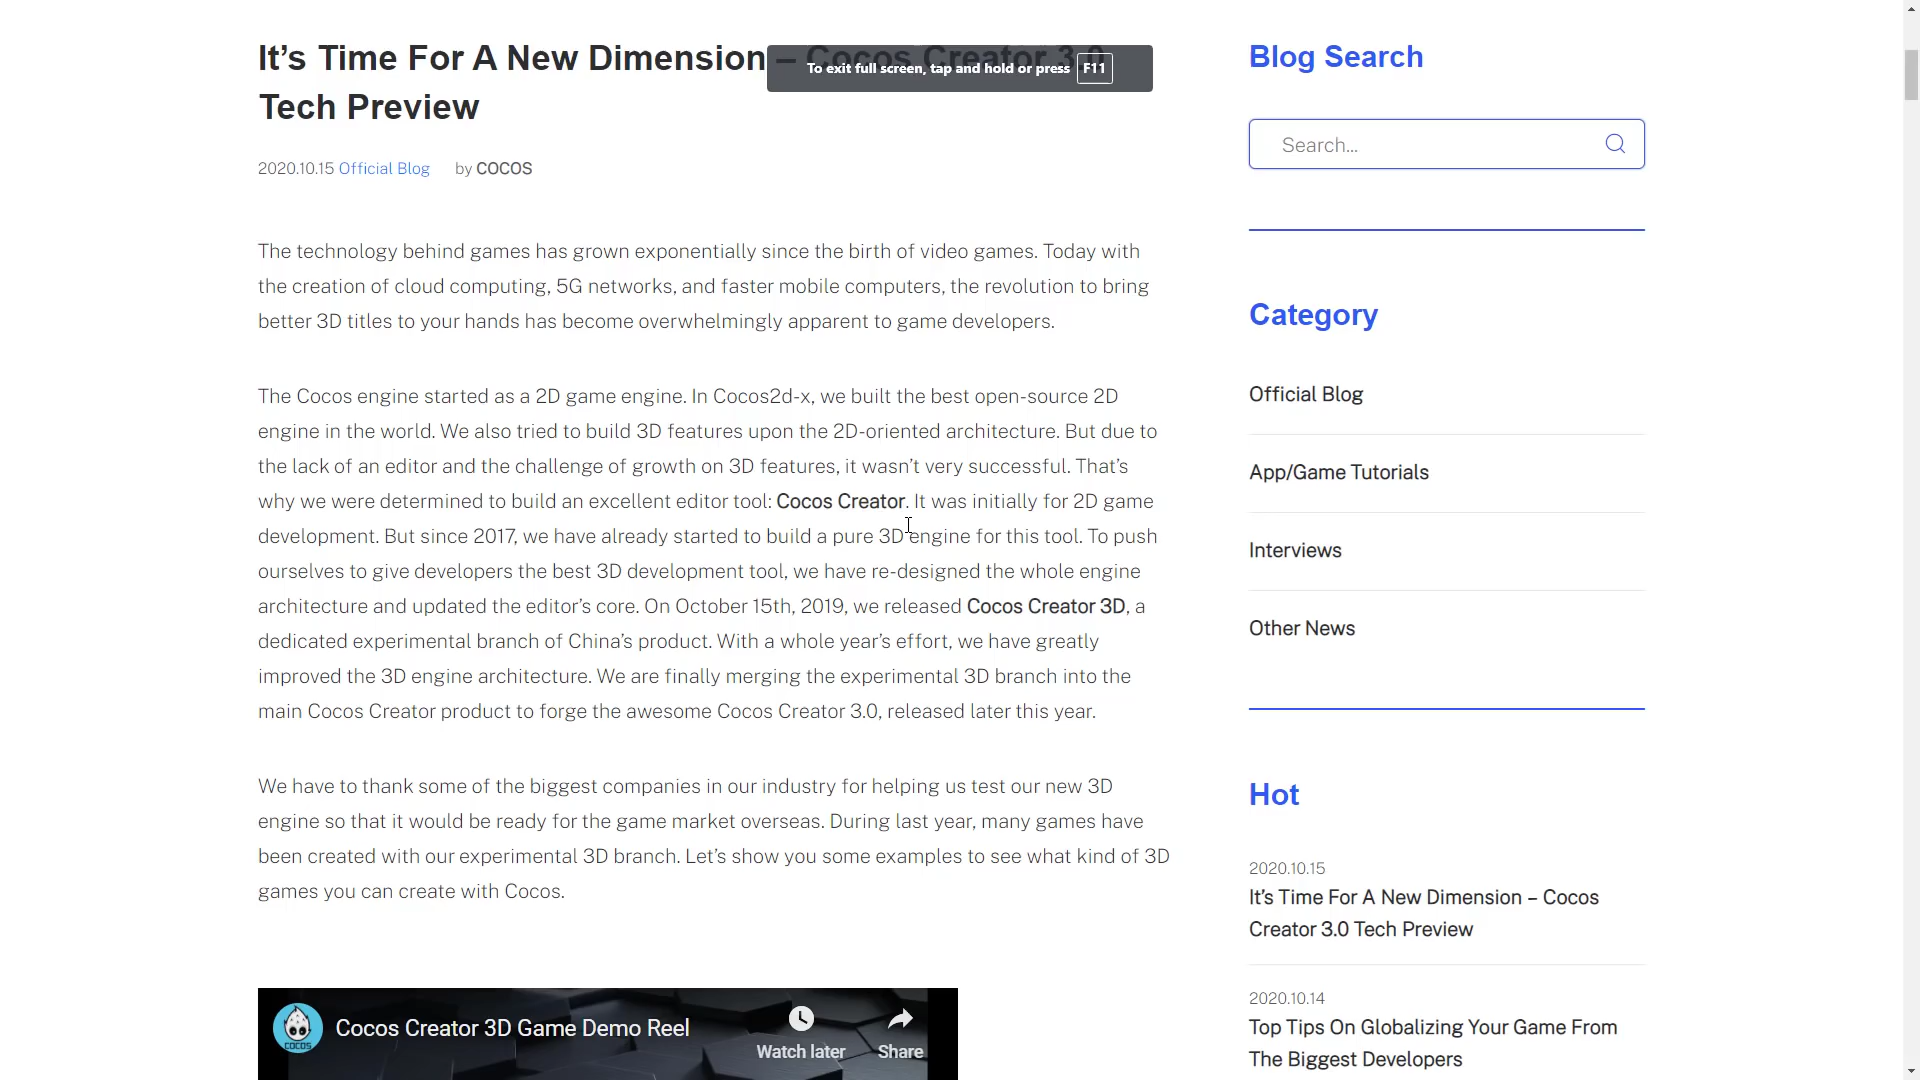 It’s Time For A New Dimension – Cocos Creator 3.0
Tech Preview
To exit full screen, tap and hold or press F11
2020.10.15 Official Blog by COCOS
The technology behind games has grown exponentially since the birth of video games. Today with
the creation of cloud computing, 5G networks, and faster mobile computers, the revolution to bring
better 3D titles to your hands has become overwhelmingly apparent to game developers.
The Cocos engine started as a 2D game engine. In Cocos2d-x, we built the best open-source 2D
engine in the world. We also tried to build 3D features upon the 2D-oriented architecture. But due to
the lack of an editor and the challenge of growth on 3D features, it wasn’t very successful. That’s
why we were determined to build an excellent editor tool: Cocos Creator. It was initially for 2D game
development. But since 2017, we have already started to build a pure 3D engine for this tool. To push
ourselves to give developers the best 3D development tool, we have re-designed the whole engine
architecture and updated the editor’s core. On October 15th, 2019, we released Cocos Creator 3D, a
dedicated experimental branch of China’s product. With a whole year’s effort, we have greatly
improved the 3D engine architecture. We are finally merging the experimental 3D branch into the
main Cocos Creator product to forge the awesome Cocos Creator 3.0, released later this year.
We have to thank some of the biggest companies in our industry for helping us test our new 3D
engine so that it would be ready for the game market overseas. During last year, many games have
been created with our experimental 3D branch. Let’s show you some examples to see what kind of 3D
games you can create with Cocos.
COCOS
Cocos Creator 3D Game Demo Reel
Watch later
Share
Blog Search
Search...
Category
Official Blog
App/Game Tutorials
Interviews
Other News
Hot
2020.10.15
It’s Time For A New Dimension – Cocos
Creator 3.0 Tech Preview
2020.10.14
Top Tips On Globalizing Your Game From
The Biggest Developers